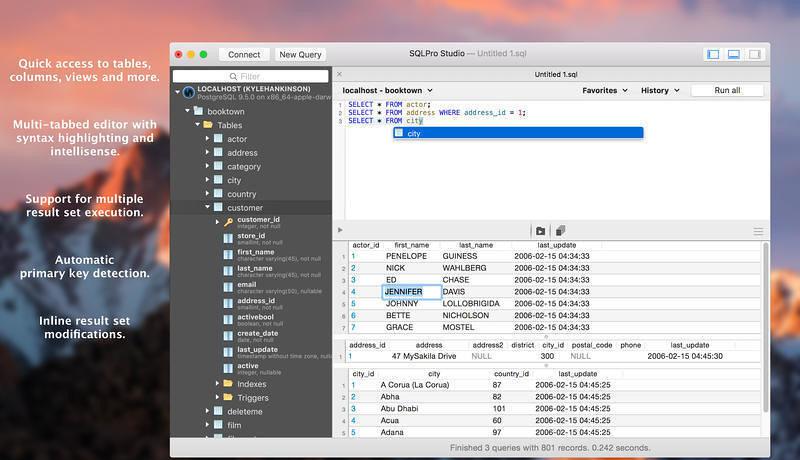 Quick access to tables,
columns, views and more.
Multi-tabbed editor with
syntax highlighting and
intellisense.
Support for multiple
result set execution.
Automatic
primary key detection.
Inline result set
modifications.
Connect
New Query
SQLPro Studio — Untitled 1.sql
Filter
LOCALHOST (KYLEHANKINSON)
PostgreSQL 9.5.0 on x86_64-apple-darw
booktown
Tables
actor
address
category
city
country
customer
customer_id
integer, not null
store_id
smallint, not null
first_name
character varying(45), not null
last_name
character varying(45), not null
email
character varying(50), nullable
address_id
smallint, not null
activebool
boolean, not null
create_date
date, not null
last_update
timestamp without time zone, null
active
integer, nullable
Indexes
Triggers
deleteme
film
Untitled 1.sql
localhost - booktown
Favorites
History
Run all
1 SELECT * FROM actor;
2 SELECT * FROM address WHERE address_id = 1;
3 SELECT * FROM city
city
actor_id first_name last_name last_update
1 1 PENELOPE GUINESS 2006-02-15 04:34:33
2 2 NICK WAHLBERG 2006-02-15 04:34:33
3 3 ED CHASE 2006-02-15 04:34:33
4 4 JENNIFER DAVIS 2006-02-15 04:34:33
5 5 JOHNNY LOLLOBRIGIDA 2006-02-15 04:34:33
6 6 BETTE NICHOLSON 2006-02-15 04:34:33
7 7 GRACE MOSTEL 2006-02-15 04:34:33
address_id address address2 district city_id postal_code phone last_update
1 1 47 MySakila Drive NULL 300 NULL 2006-02-15 04:45:30
city_id city country_id last_update
1 1 A Corua (La Corua) 87 2006-02-15 04:45:25
2 2 Abha 82 2006-02-15 04:45:25
3 3 Abu Dhabi 101 2006-02-15 04:45:25
4 4 Acua 60 2006-02-15 04:45:25
5 5 Adana 97 2006-02-15 04:45:25
Finished 3 queries with 801 records. 0.242 seconds.